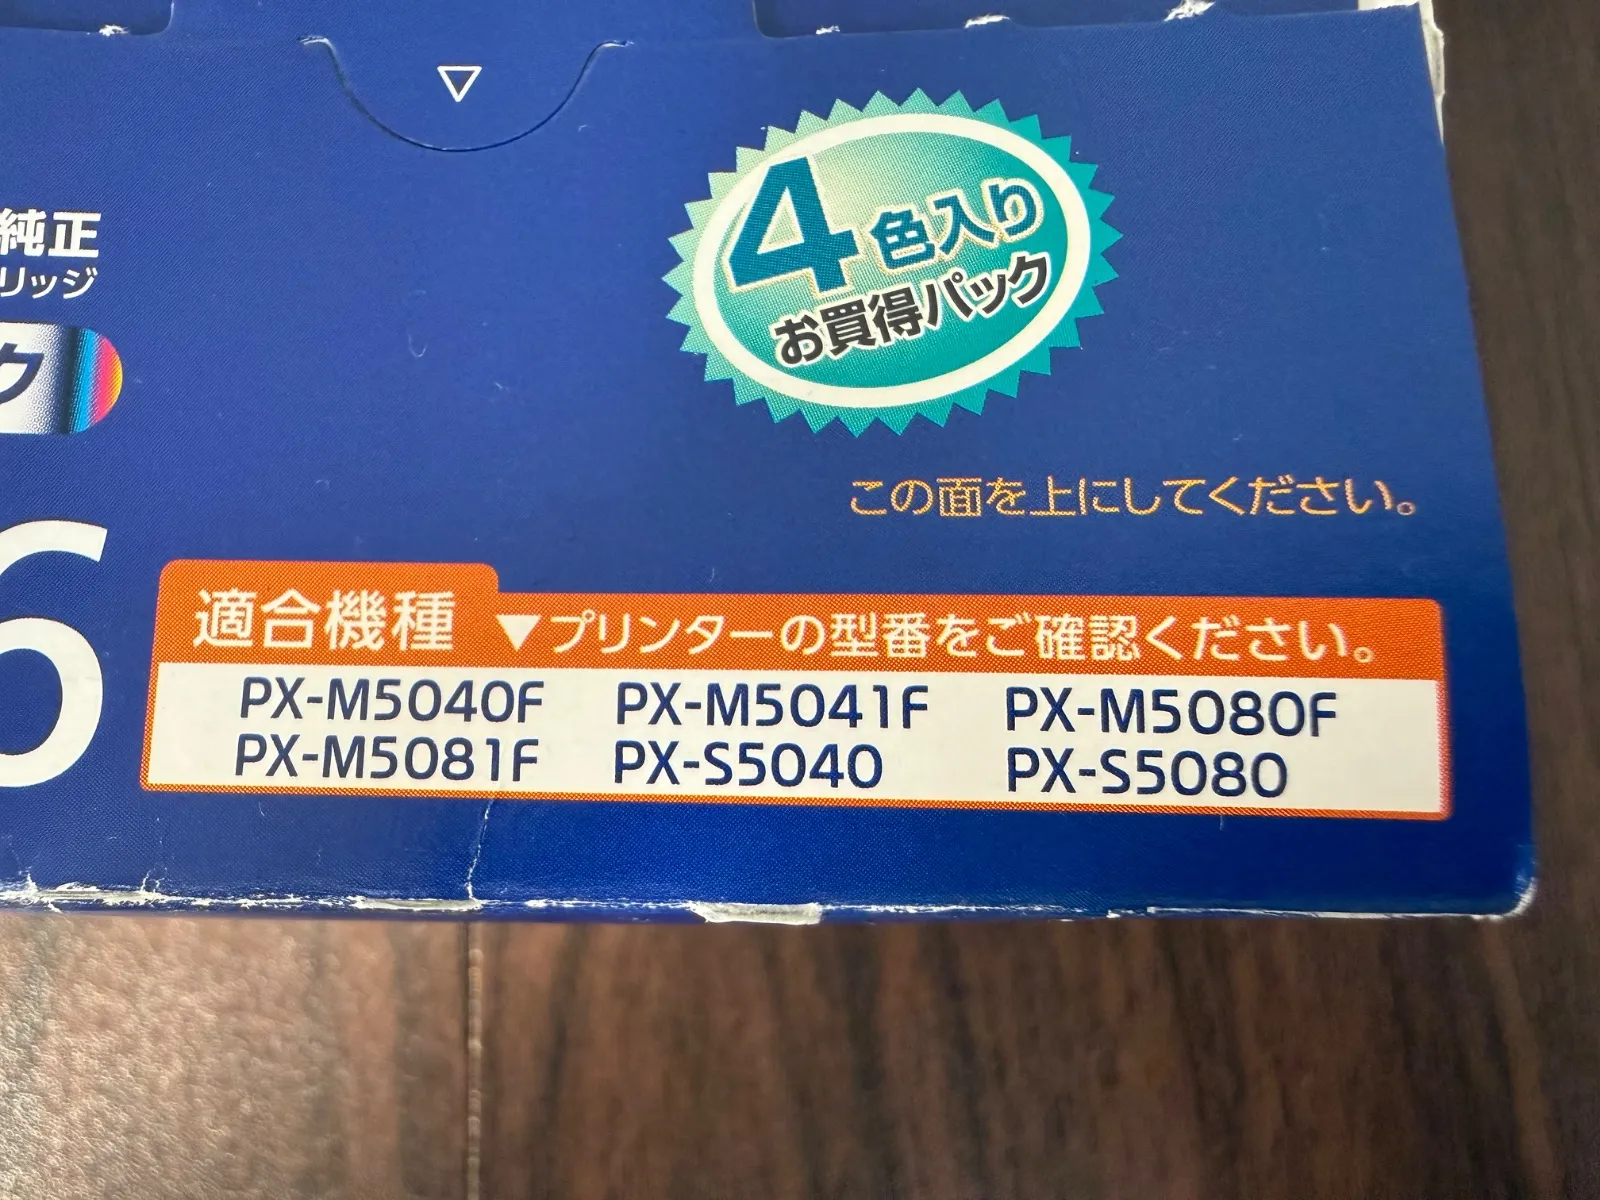 純正
リッジ
ク
6
4色入り
お買得パック
この面を上にしてください。
適合機種 ▼プリンターの型番をご確認ください。
PX-M5040F PX-M5041F PX-M5080F
PX-M5081F PX-S5040 PX-S5080